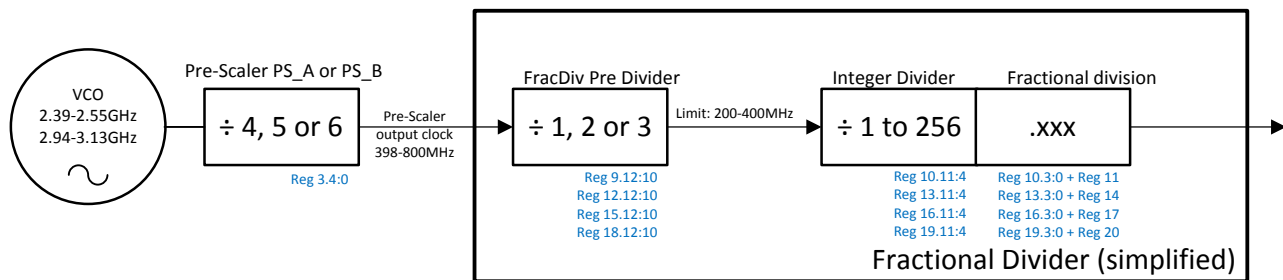 Pre-Scaler PS_A or PS_B
VCO
2.39-2.55GHz
2.94-3.13GHz
÷ 4, 5 or 6
Reg 3.4:0
Pre-Scaler
output clock
398-800MHz
FracDiv Pre Divider
÷ 1, 2 or 3
Reg 9.12:10
Reg 12.12:10
Reg 15.12:10
Reg 18.12:10
Limit: 200-400MHz
Integer Divider
÷ 1 to 256
Reg 10.11:4
Reg 13.11:4
Reg 16.11:4
Reg 19.11:4
Fractional division
.xxx
Reg 10.3:0 + Reg 11
Reg 13.3:0 + Reg 14
Reg 16.3:0 + Reg 17
Reg 19.3:0 + Reg 20
Fractional Divider (simplified)